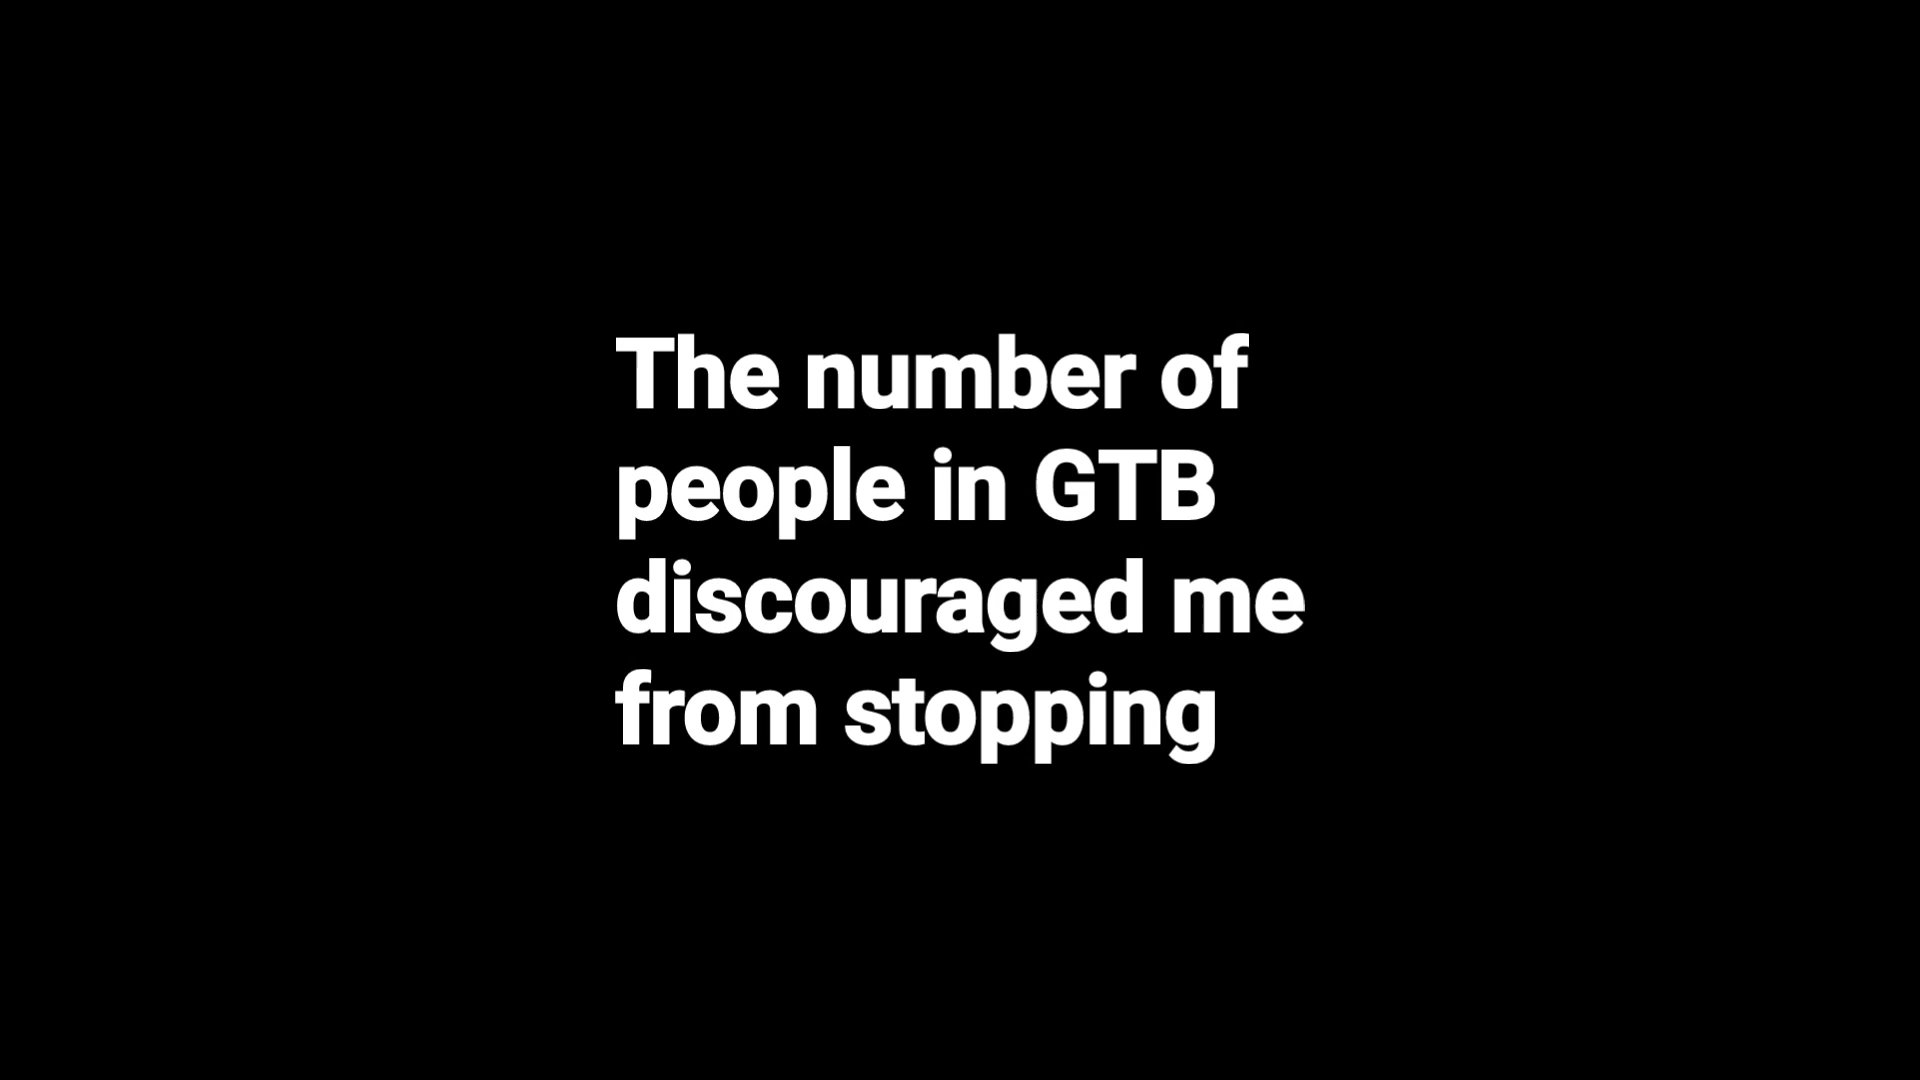 The number of
people in GTB
discouraged me
from stopping